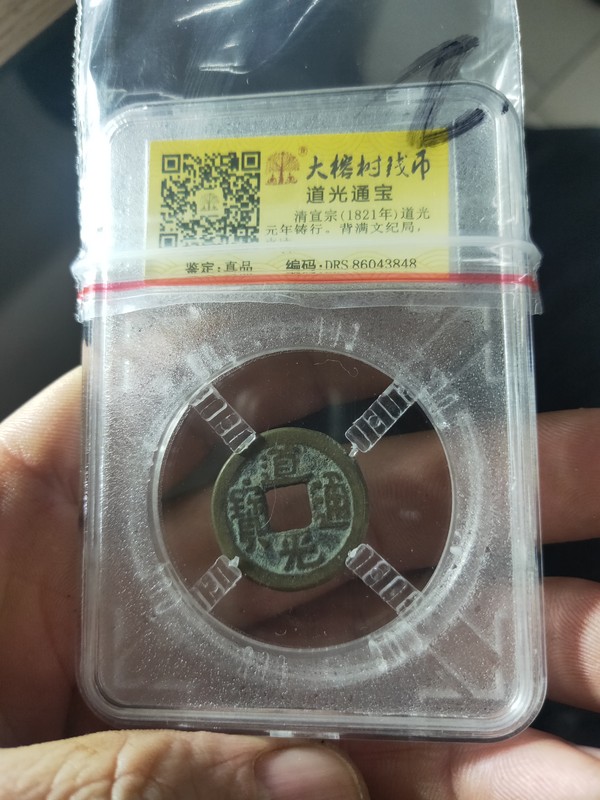 大榕树钱币
道光通宝
清宣宗(1821年)道光
元年铸行。背满文纪局,
鉴定:真品 编码:DRS 86043848
道
寶 通
光